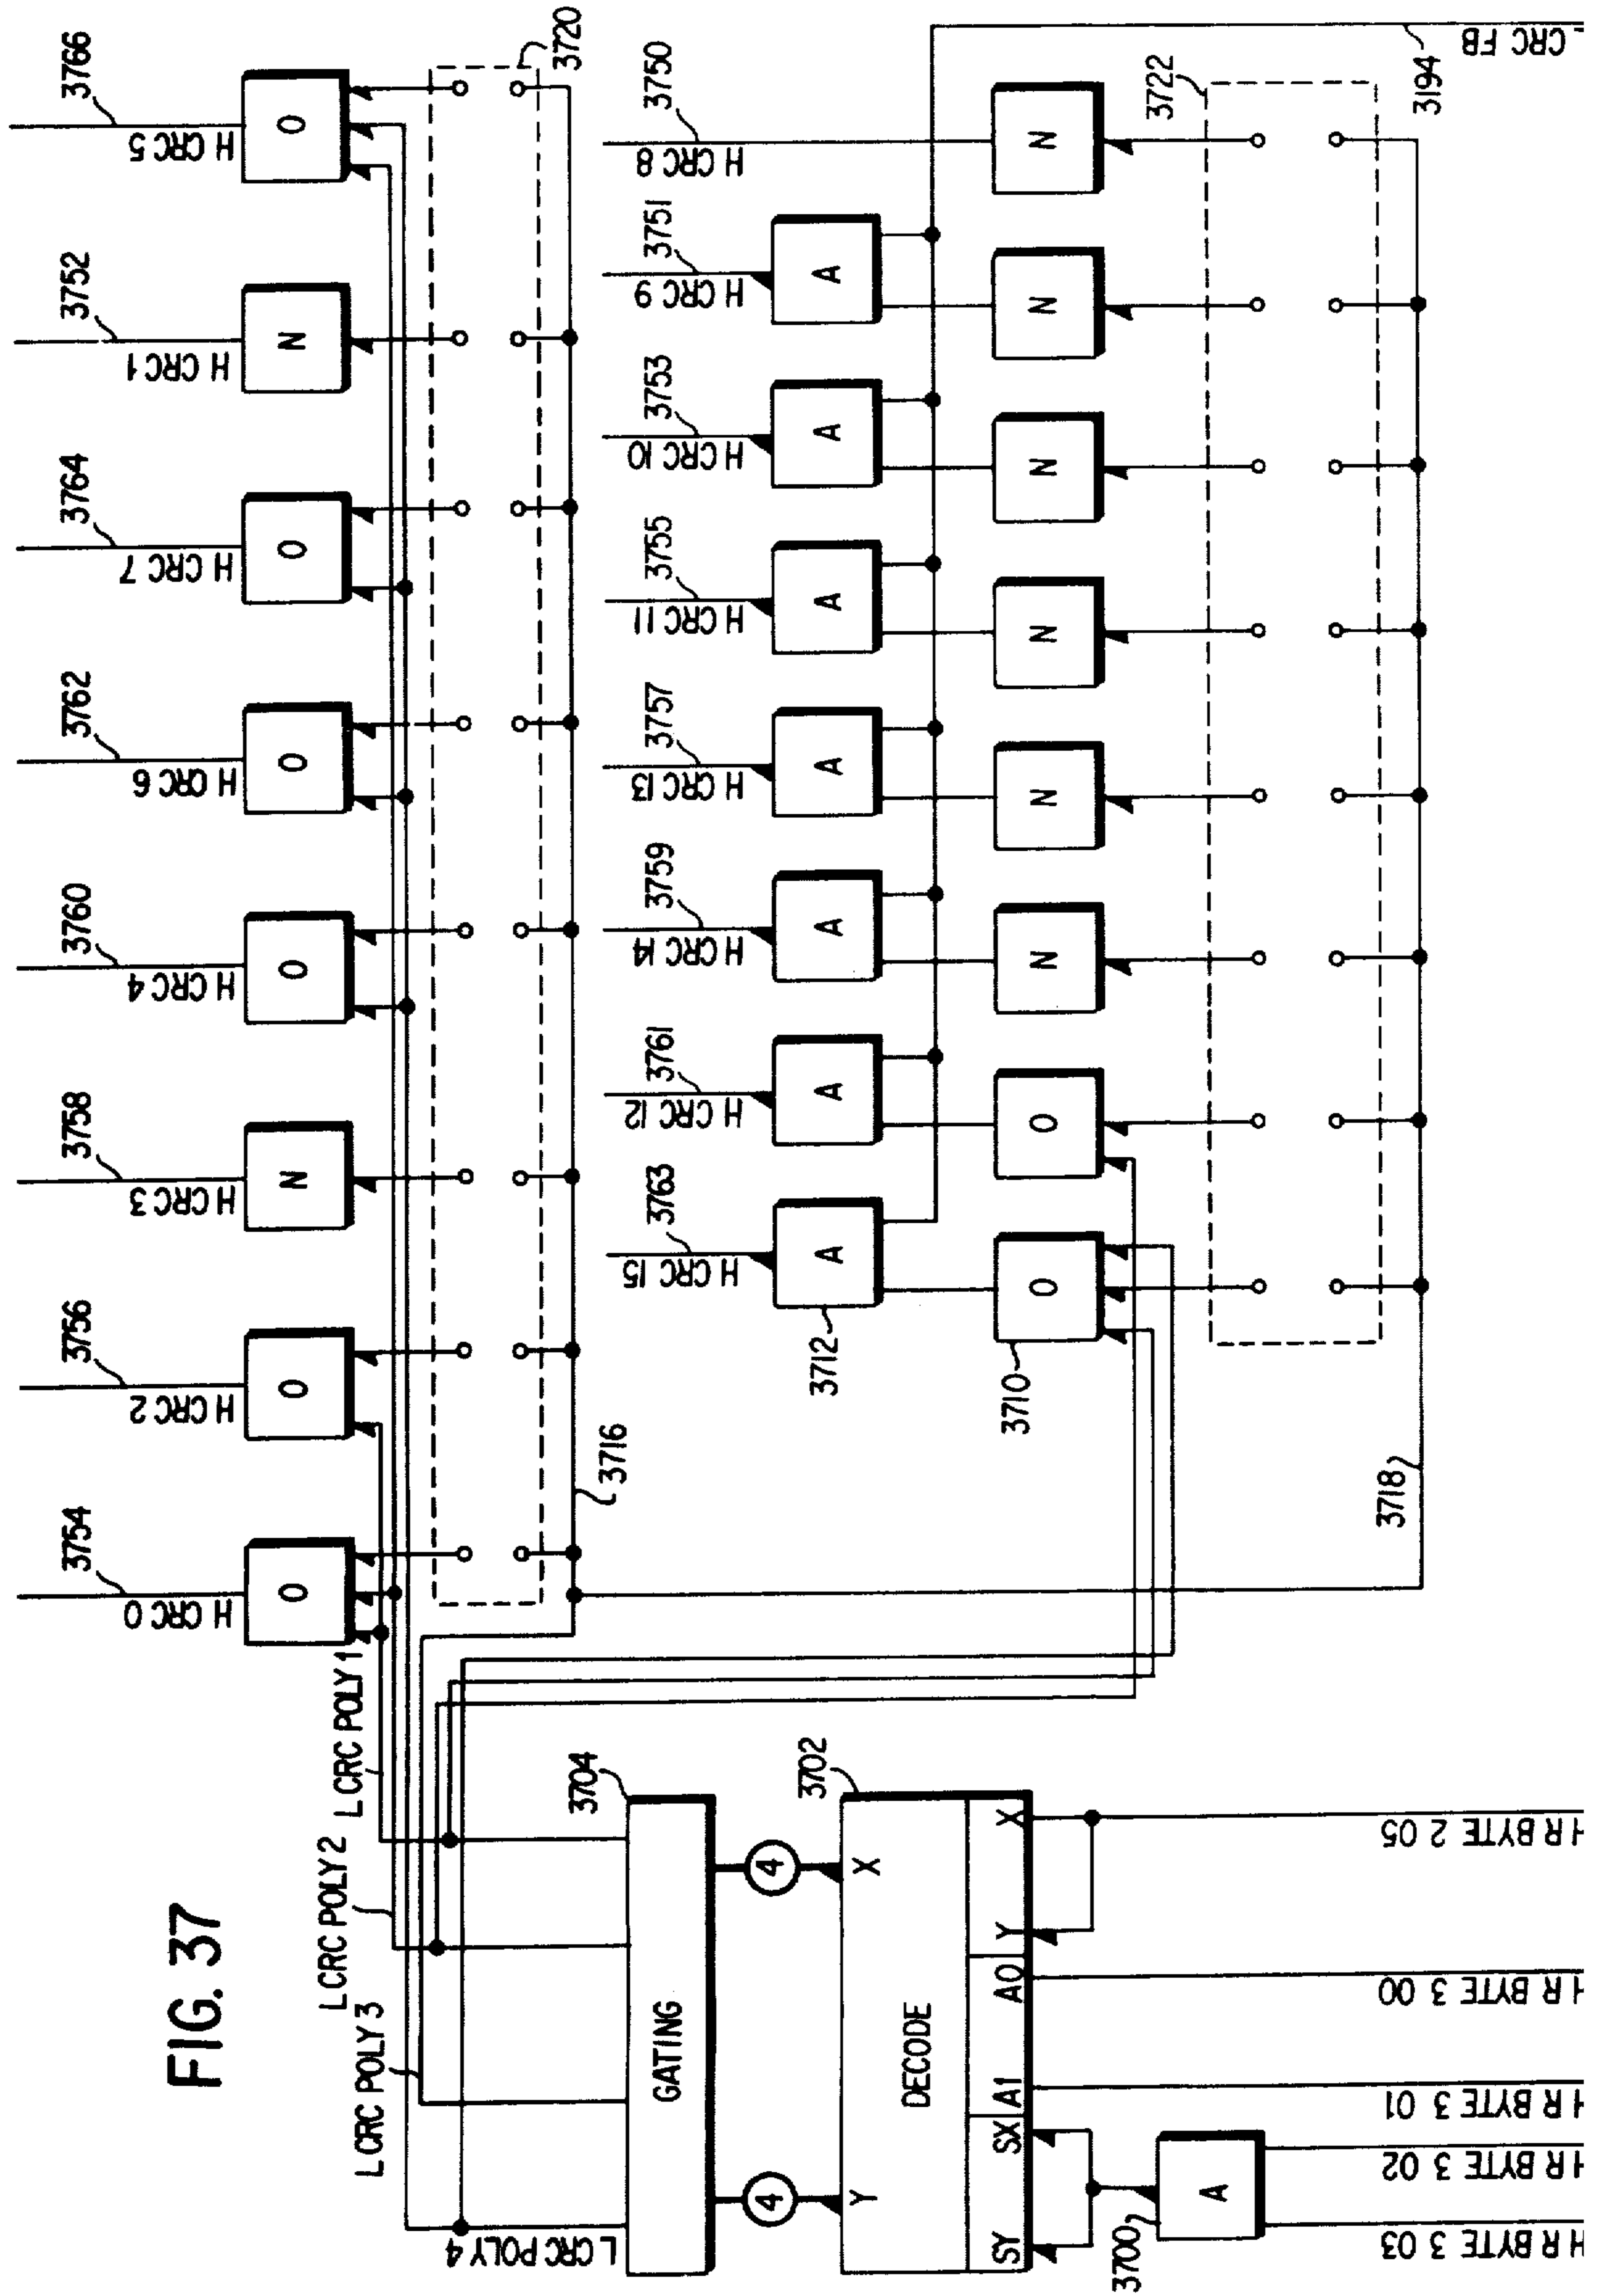 FIG. 37
3754
3756
3758
3760
3762
3764
3752
3766
H CRC 0
H CRC 2
H CRC 3
H CRC 4
H CRC 6
H CRC 7
H CRC 1
H CRC 5
O
O
N
O
O
O
N
O
L CRC POLY 1
L CRC POLY 2
L CRC POLY 3
L CRC POLY 4
3720
3716
3763
3761
3759
3757
3755
3753
3751
3750
H CRC 15
H CRC 12
H CRC 14
H CRC 13
H CRC 11
H CRC 10
H CRC 9
H CRC 8
A
A
A
A
A
A
A
3712
O
O
N
N
N
N
N
N
3710
3722
3718
3194
L CRC FB
3704
GATING
4
4
3702
Y
X
DECODE
SY
SX
A1
A0
Y
X
3700
A
H R BYTE 3 03
H R BYTE 3 02
H R BYTE 3 01
H R BYTE 3 00
H R BYTE 2 05